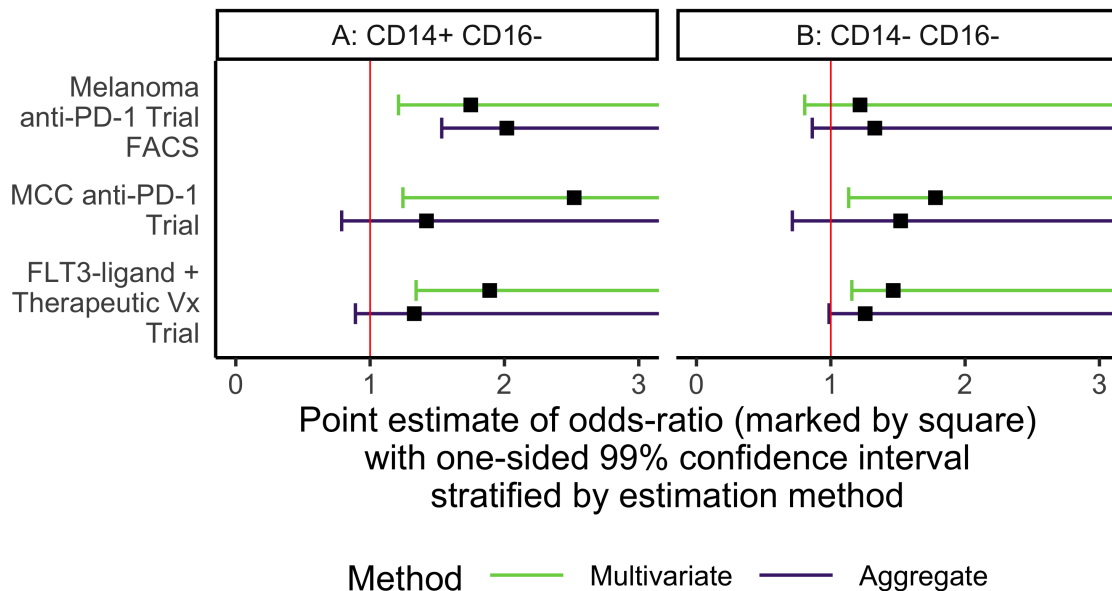 A: CD14+ CD16-
B: CD14- CD16-
Melanoma
anti-PD-1 Trial
FACS
MCC anti-PD-1
Trial
FLT3-ligand +
Therapeutic Vx
Trial
0 1 2 3
0 1 2 3
Point estimate of odds-ratio (marked by square)
with one-sided 99% confidence interval
stratified by estimation method
Method Multivariate Aggregate